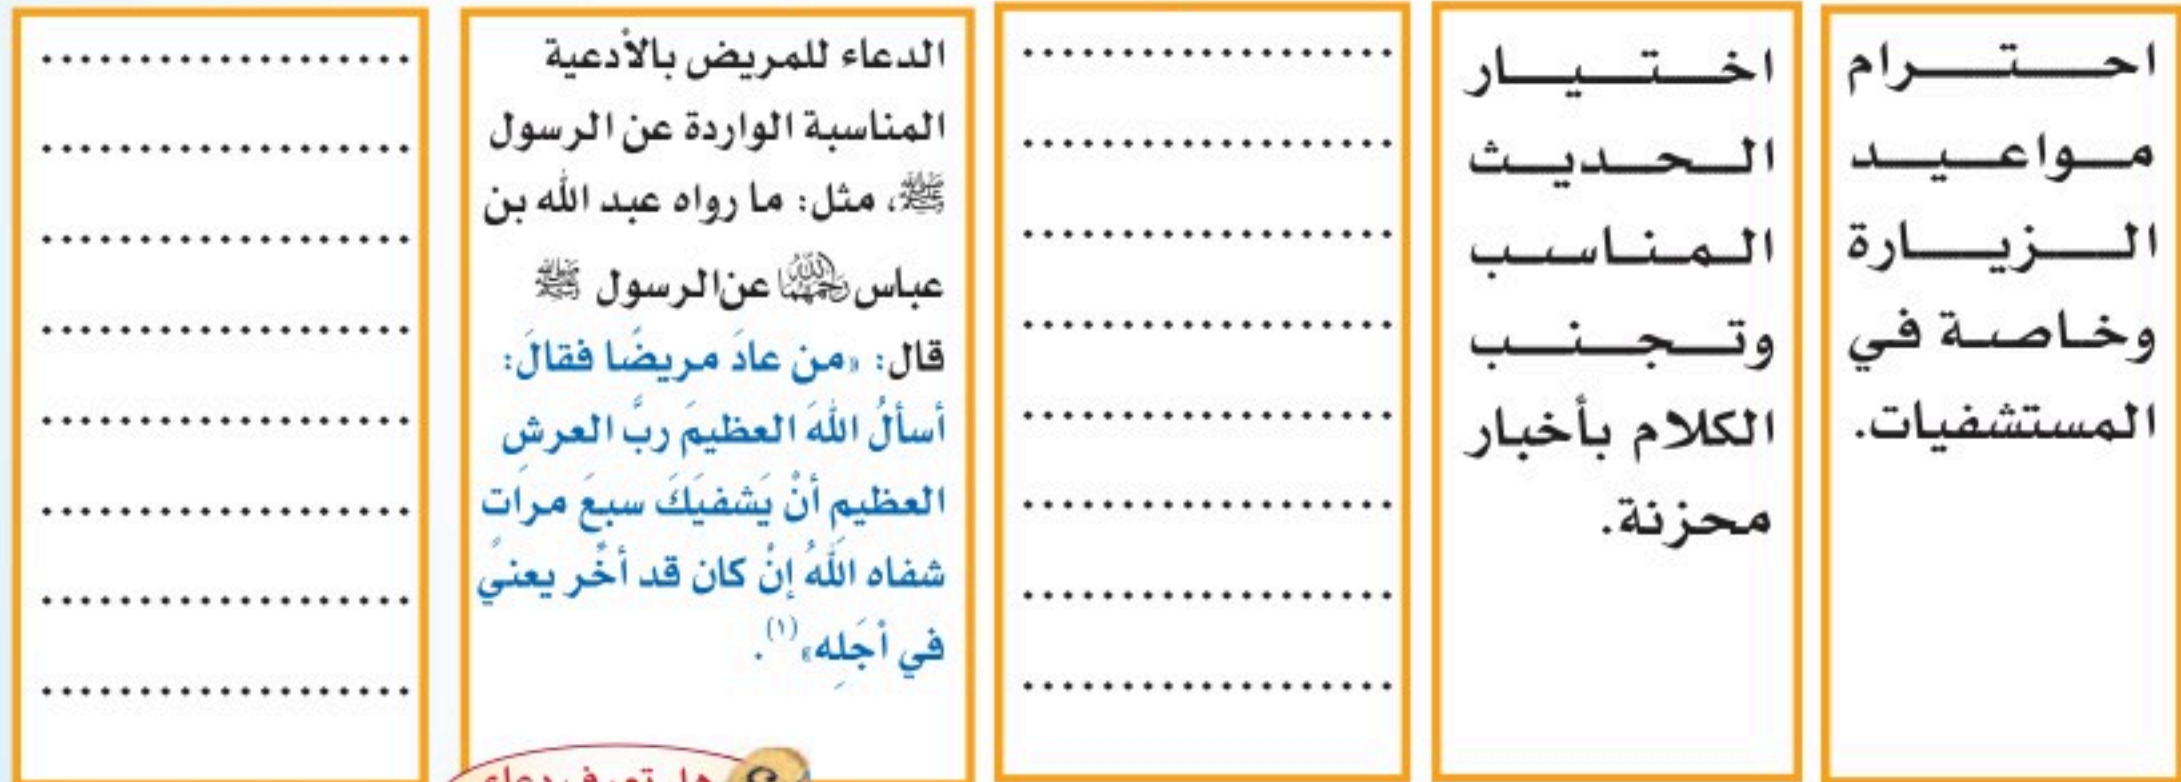 احترام
مواعيد
الزيارة
وخاصة في
المستشفيات.
اختيار
الحديث
المناسب
وتجنب
الكلام بأخبار
محزنة.
الدعاء للمريض بالأدعية
المناسبة الواردة عن الرسول
ﷺ، مثل: ما رواه عبد الله بن
عباس رضي الله عنهما عن الرسول ﷺ
قال: «من عادَ مريضًا فقالَ:
أسألُ اللهَ العظيمَ ربَّ العرشِ
العظيمِ أنْ يَشفيَكَ سبعَ مرات
شفاه اللهُ إنْ كان قد أخَّر يعني
في أجَلِه»(١).
هل تعرف دعاء